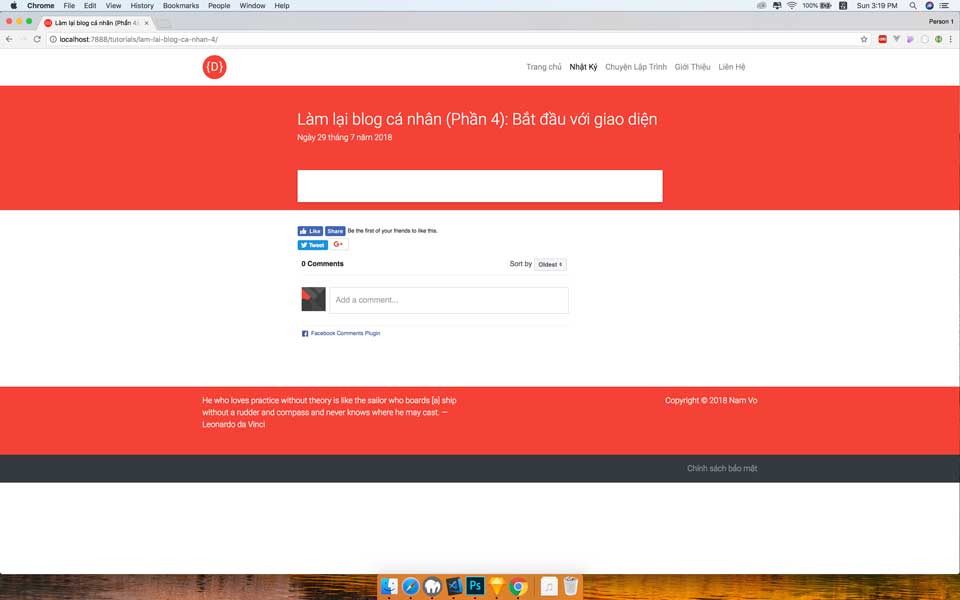 Chrome File Edit View History Bookmarks People Window Help 100% Sun 3:19 PM
Làm lại blog cá nhân (Phần 4): Person 1
localhost:7888/tutorials/lam-lai-blog-ca-nhan-4/
{D} Trang chủ Nhật Ký Chuyện Lập Trình Giới Thiệu Liên Hệ
Làm lại blog cá nhân (Phần 4): Bắt đầu với giao diện
Ngày 29 tháng 7 năm 2018
Like Share Be the first of your friends to like this.
Tweet G+
0 Comments Sort by Oldest
Add a comment...
Facebook Comments Plugin
He who loves practice without theory is like the sailor who boards [a] ship
without a rudder and compass and never knows where he may cast. —
Leonardo da Vinci
Copyright © 2018 Nam Vo
Chính sách bảo mật
Ps